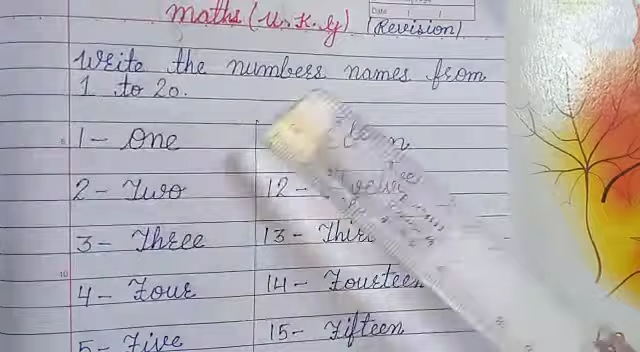 maths (U.K.G) (Revision)
Date
Write the numbers names from
1 to 20.
1 - One
2 - Two 12 -
3 - Three 13 -
4 - Four 14 - Fourteen
5 - Five 15 - Fifteen